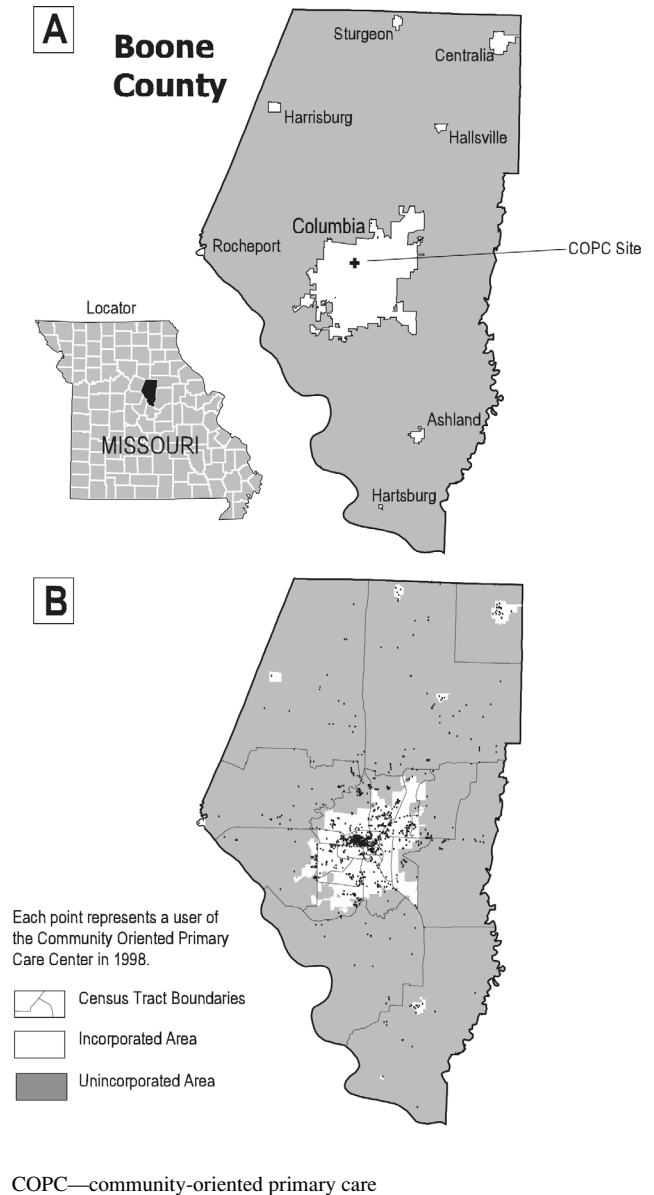 A
Boone
County
Sturgeon
Centralia
Harrisburg
Hallsville
Columbia
Rocheport
COPC Site
Locator
MISSOURI
Ashland
Hartsburg
B
Each point represents a user of
the Community Oriented Primary
Care Center in 1998.
Census Tract Boundaries
Incorporated Area
Unincorporated Area
COPC—community-oriented primary care